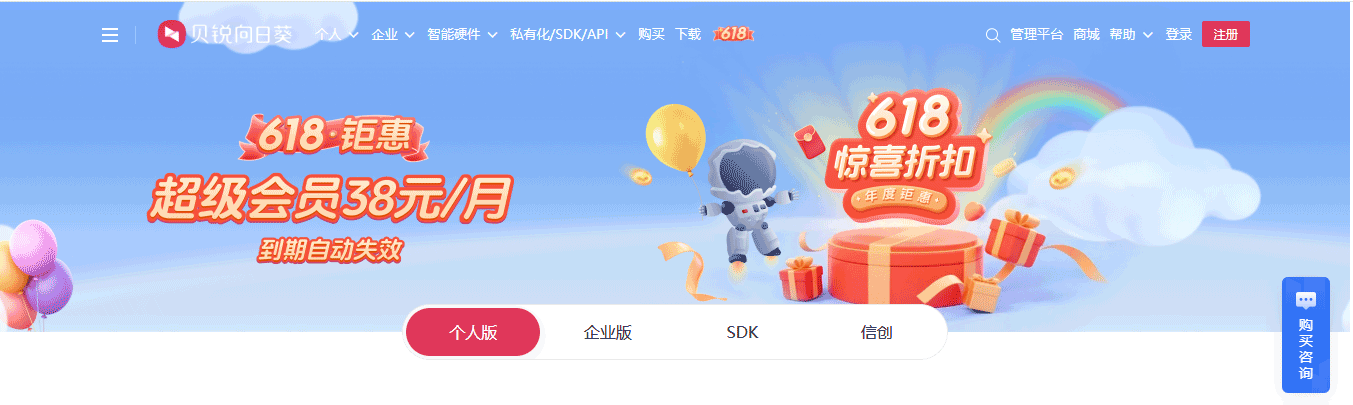 贝锐向日葵 个人 企业 智能硬件 私有化/SDK/API 购买 下载 618 管理平台 商城 帮助 登录 注册
618·钜惠
超级会员38元/月
到期自动失效
618
惊喜折扣
年度钜惠
个人版 企业版 SDK 信创
购买咨询